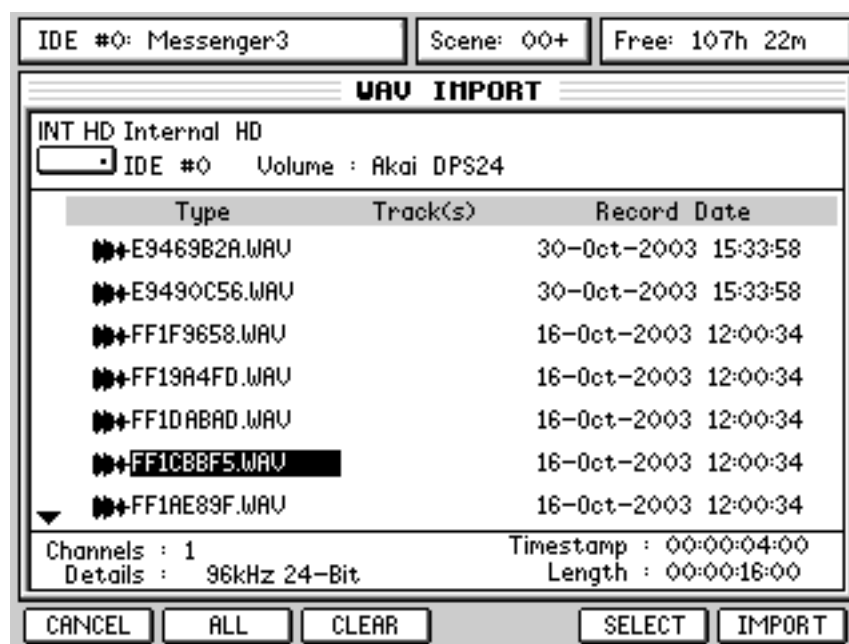 IDE #0: Messenger3 Scene: 00+ Free: 107h 22m
WAV IMPORT
INT HD Internal HD
IDE #0 Volume : Akai DPS24
Type Track(s) Record Date
E9469B2A.WAV 30-Oct-2003 15:33:58
E9490C56.WAV 30-Oct-2003 15:33:58
FF1F9658.WAV 16-Oct-2003 12:00:34
FF19A4FD.WAV 16-Oct-2003 12:00:34
FF1DABAD.WAV 16-Oct-2003 12:00:34
FF1CBBF5.WAV 16-Oct-2003 12:00:34
FF1AE89F.WAV 16-Oct-2003 12:00:34
Channels : 1 Timestamp : 00:00:04:00
Details : 96kHz 24-Bit Length : 00:00:16:00
CANCEL ALL CLEAR SELECT IMPORT